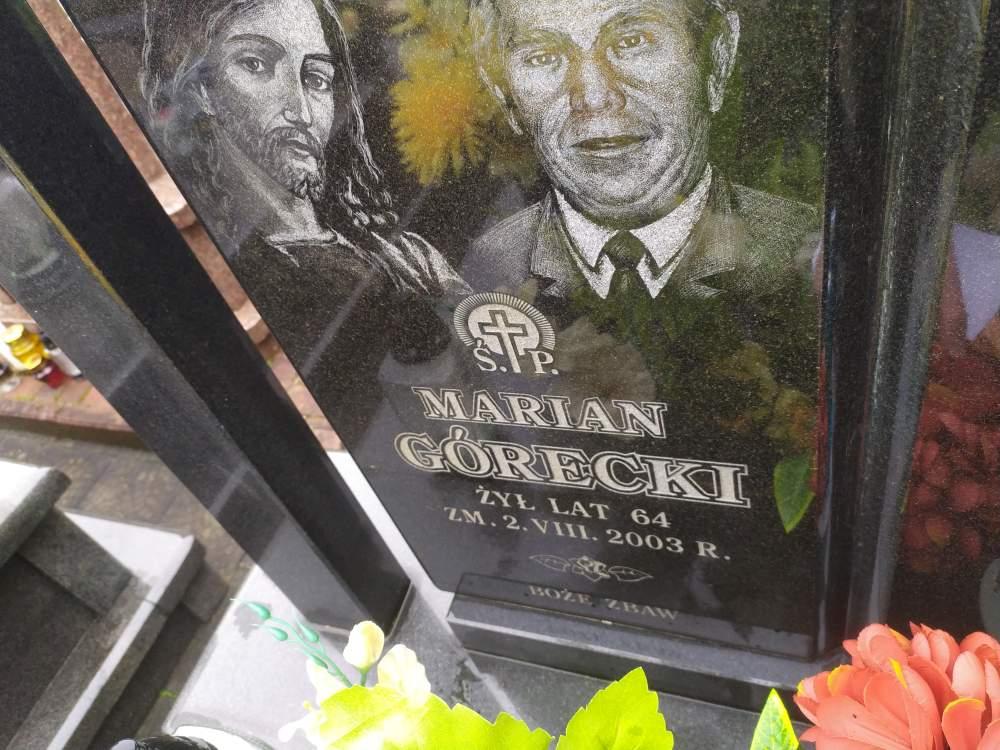 Ś. P.
MARIAN
GÓRECKI
ŻYŁ LAT 64
ZM. 2. VIII. 2003 R.
BOŻE, ZBAW